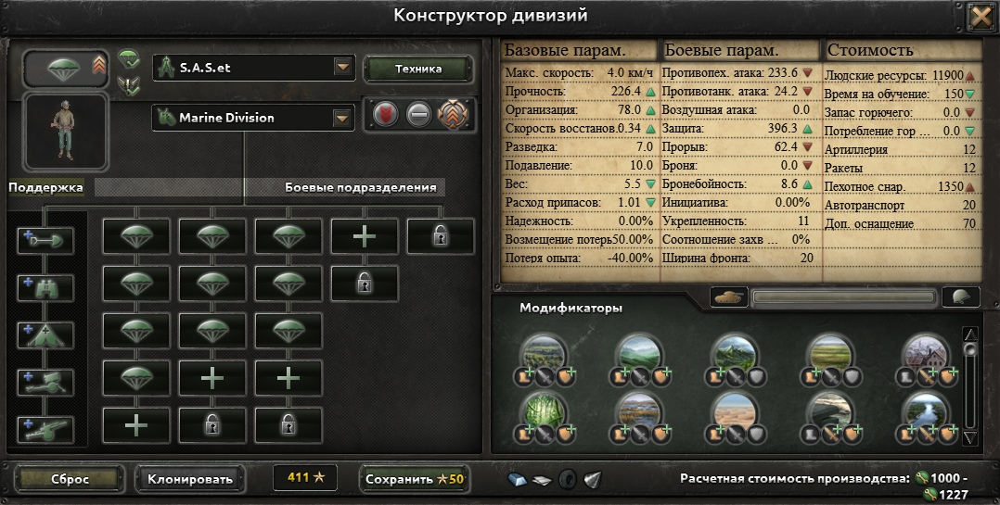 Конструктор дивизий
S.A.S.et
Техника
Marine Division
Поддержка
Боевые подразделения
Базовые парам.
Макс. скорость: 4.0 км/ч
Прочность: 226.4
Организация: 78.0
Скорость восстанов.0.34
Разведка: 7.0
Подавление: 10.0
Вес: 5.5
Расход припасов: 1.01
Надежность: 0.00%
Возмещение потерь50.00%
Потеря опыта: -40.00%
Боевые парам.
Противопех. атака: 233.6
Противотанк. атака: 24.2
Воздушная атака: 0.0
Защита: 396.3
Прорыв: 62.4
Броня: 0.0
Бронебойность: 8.6
Инициатива: 0.00%
Укрепленность: 11
Соотношение захв ... 0%
Ширина фронта: 20
Стоимость
Людские ресурсы: 11900
Время на обучение: 150
Запас горючего: 0.0
Потребление гор ... 0.0
Артиллерия 12
Ракеты 12
Пехотное снар. 1350
Автотранспорт 20
Доп. оснащение 70
Модификаторы
Сброс
Клонировать
411
Сохранить 50
Расчетная стоимость производства: 1000 -
1227